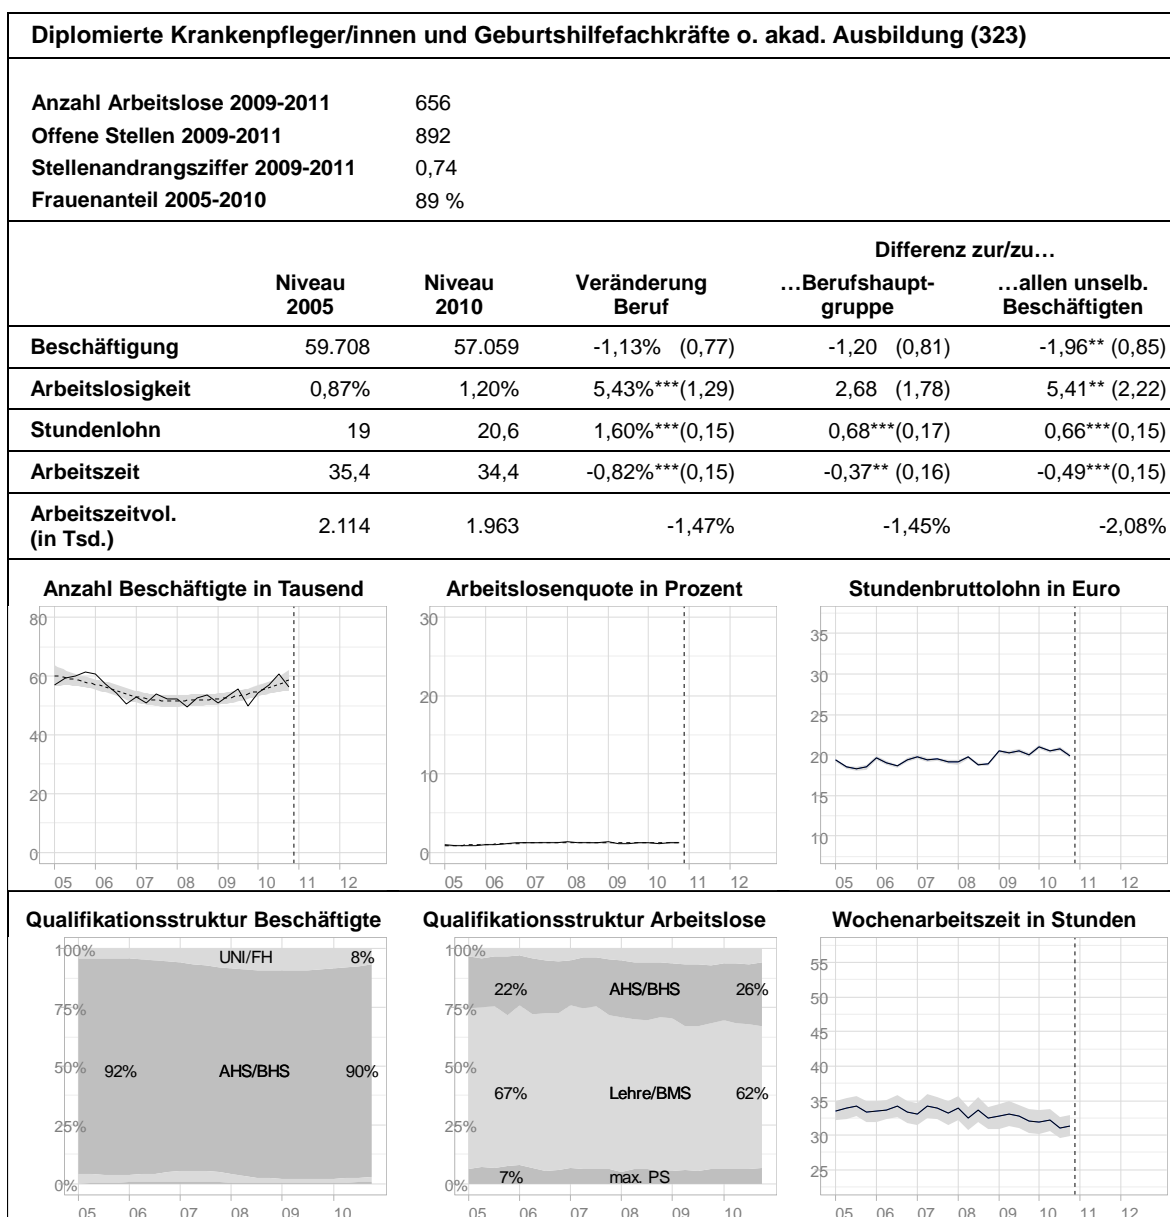 Diplomierte Krankenpfleger/innen und Geburtshilfefachkräfte o. akad. Ausbildung (323)
Anzahl Arbeitslose 2009-2011 656
Offene Stellen 2009-2011 892
Stellenandrangsziffer 2009-2011 0,74
Frauenanteil 2005-2010 89 %
Differenz zur/zu…
Niveau 2005 Niveau 2010 Veränderung Beruf …Berufshaupt-gruppe …allen unselb. Beschäftigten
Beschäftigung 59.708 57.059 -1,13% (0,77) -1,20 (0,81) -1,96** (0,85)
Arbeitslosigkeit 0,87% 1,20% 5,43%***(1,29) 2,68 (1,78) 5,41** (2,22)
Stundenlohn 19 20,6 1,60%***(0,15) 0,68***(0,17) 0,66***(0,15)
Arbeitszeit 35,4 34,4 -0,82%***(0,15) -0,37** (0,16) -0,49***(0,15)
Arbeitszeitvol. (in Tsd.) 2.114 1.963 -1,47% -1,45% -2,08%
Anzahl Beschäftigte in Tausend
80
60
40
20
0
05 06 07 08 09 10 11 12
Arbeitslosenquote in Prozent
30
20
10
0
05 06 07 08 09 10 11 12
Stundenbruttolohn in Euro
35
30
25
20
15
10
05 06 07 08 09 10 11 12
Qualifikationsstruktur Beschäftigte
100% UNI/FH 8%
75%
50% 92% AHS/BHS 90%
25%
0%
05 06 07 08 09 10
Qualifikationsstruktur Arbeitslose
100%
22% AHS/BHS 26%
75%
50%
67% Lehre/BMS 62%
25%
0% 7% max. PS
05 06 07 08 09 10
Wochenarbeitszeit in Stunden
55
50
45
40
35
30
25
05 06 07 08 09 10 11 12